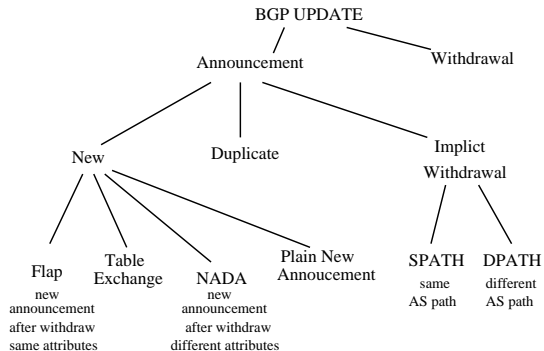 BGP UPDATE
Announcement
Withdrawal
New
Duplicate
Implict
Withdrawal
Flap
new
announcement
after withdraw
same attributes
Table
Exchange
NADA
new
announcement
after withdraw
different attributes
Plain New
Annoucement
SPATH
same
AS path
DPATH
different
AS path